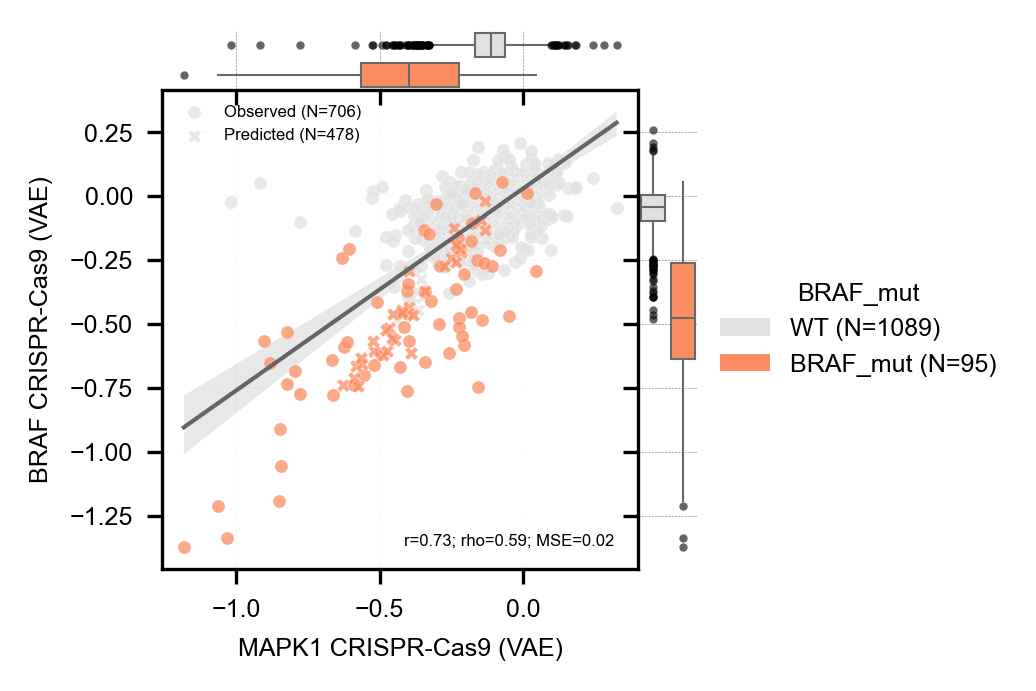 Observed (N=706)
Predicted (N=478)
0.25
0.00
−0.25
−0.50
−0.75
−1.00
−1.25
BRAF CRISPR-Cas9 (VAE)
r=0.73; rho=0.59; MSE=0.02
−1.0 −0.5 0.0
MAPK1 CRISPR-Cas9 (VAE)
BRAF_mut
WT (N=1089)
BRAF_mut (N=95)